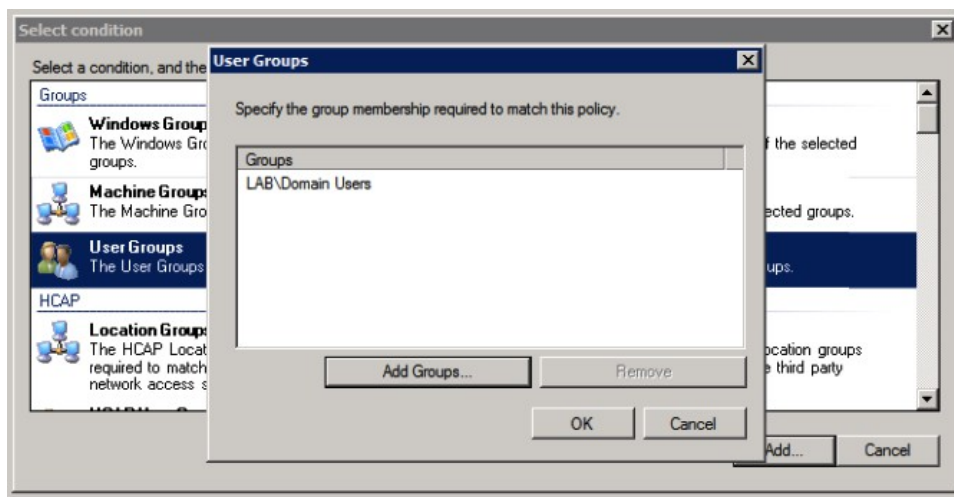 Select condition
Select a condition, and the
User Groups
Specify the group membership required to match this policy.
Groups
LAB\Domain Users
Add Groups...
Remove
OK
Cancel
Groups
Windows Group
The Windows Gro
f the selected
groups.
Machine Groups
The Machine Gro
ected groups.
User Groups
The User Groups
ups.
HCAP
Location Groups
The HCAP Locat
ocation groups
required to match
e third party
network access s
Add...
Cancel